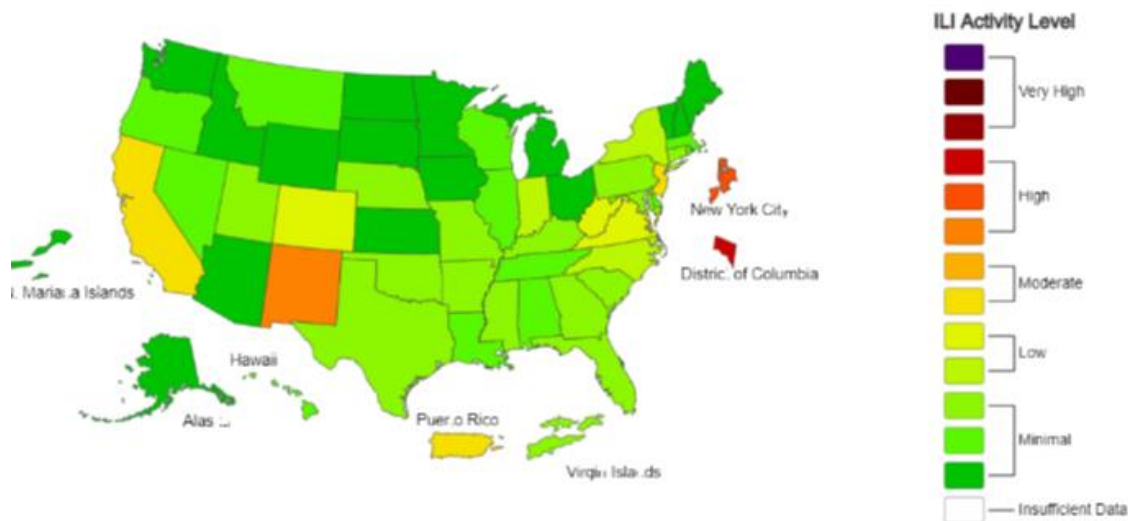 ILI Activity Level
Very High
High
Moderate
Low
Minimal
Insufficient Data
New York City
District of Columbia
Islands
Hawaii
Rico
Virgin